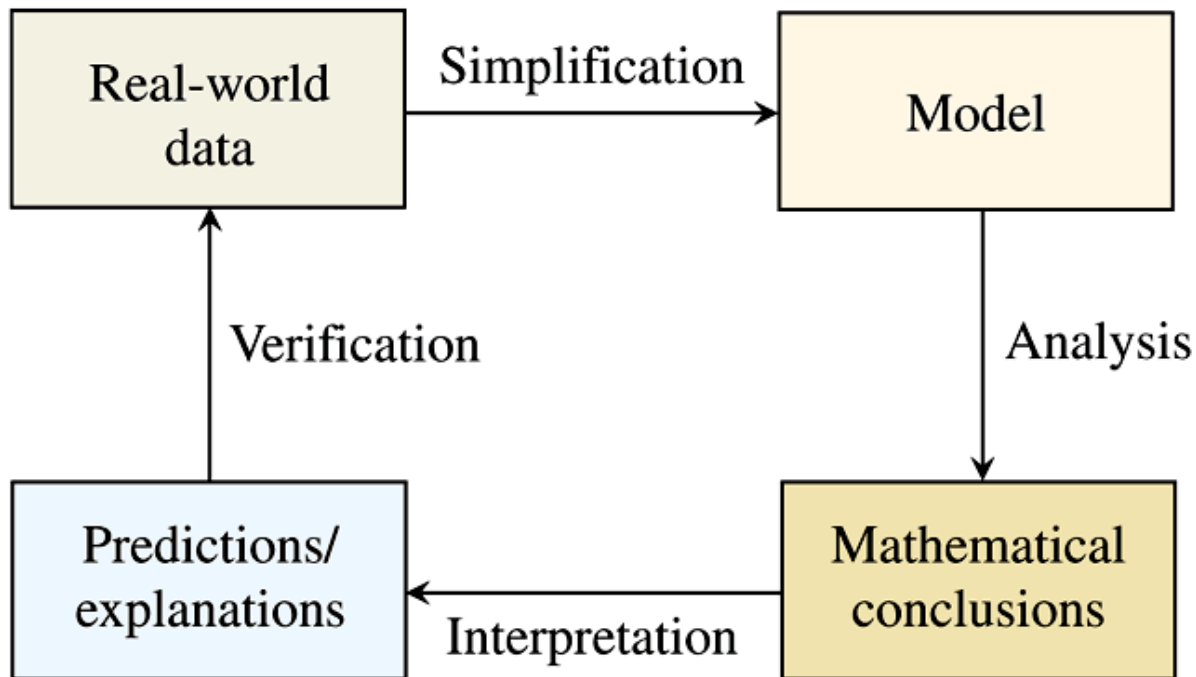 Real-world
data
Simplification
Model
Verification
Analysis
Predictions/
explanations
Interpretation
Mathematical
conclusions